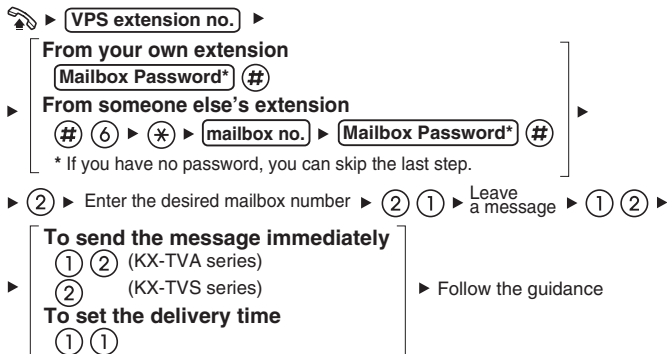 ► VPS extension no. ►
From your own extension
Mailbox Password* #
► From someone else's extension ►
# 6 ► * ► mailbox no. ► Mailbox Password* #
* If you have no password, you can skip the last step.
► 2 ► Enter the desired mailbox number ► 2 1 ► Leave a message ► 1 2 ►
To send the message immediately
1 2 (KX-TVA series)
► 2 (KX-TVS series) ► Follow the guidance
To set the delivery time
1 1